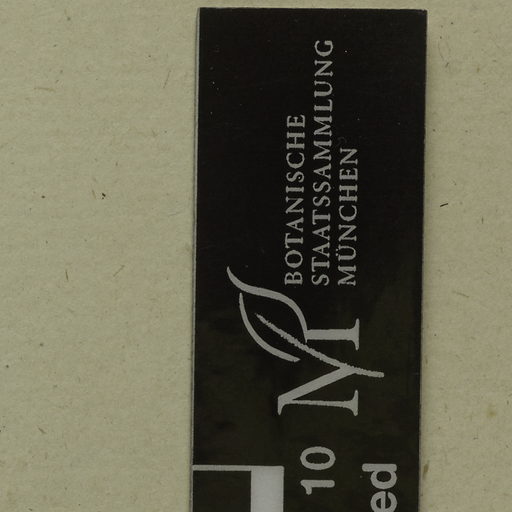 BOTANISCHE
STAATSSAMMLUNG
MÜNCHEN
M
10
ed